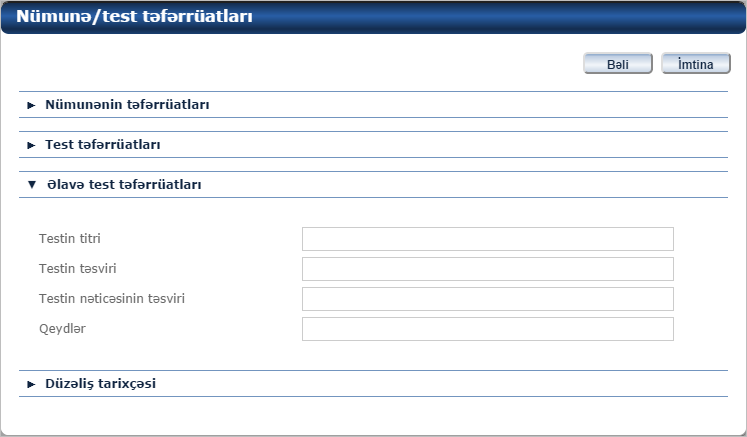 Nümunə/test təfərrüatları
Bəli
İmtina
Nümunənin təfərrüatları
Test təfərrüatları
Əlavə test təfərrüatları
Testin titri
Testin təsviri
Testin nəticəsinin təsviri
Qeydlər
Düzəliş tarixçəsi